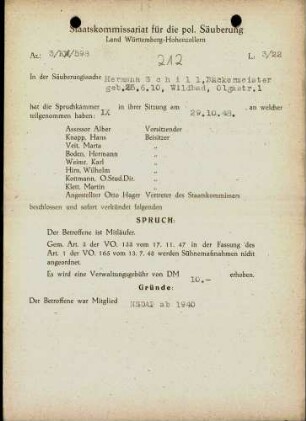 Staatskommissariat für die pol. Säuberung
Land Württemberg-Hohenzollern
Az.: 3/IX/598
212
L. 3/22
In der Säuberungssache Hermann Schill, Bäckermeister
geb.25.6.10, Wildbad, Olgastr.1
hat die Spruchkammer IX in ihrer Sitzung am 29.10.48. an welcher
teilgenommen haben:
Assessor Alber Vorsitzender
Knapp, Hans Beisitzer
Veit, Marta "
Boden, Hermann "
Weimer, Karl "
Hirn, Wilhelm "
Kortmann, O.Stud.Dir. "
Klett, Martin "
Angestellter Otto Hager Vertreter des Staatskommissars
beschlossen und sofort verkündet folgenden
SPRUCH:
Der Betroffene ist Mitläufer.
Gem. Art. 3 der VO. 133 vom 17. 11. 47 in der Fassung des
Art. 1 der VO. 165 vom 13. 7. 48 werden Sühnemaßnahmen nicht
angeordnet.
Es wird eine Verwaltungsgebühr von DM 10.- erhoben.
Gründe:
Der Betroffene war Mitglied NSDAP ab 1940